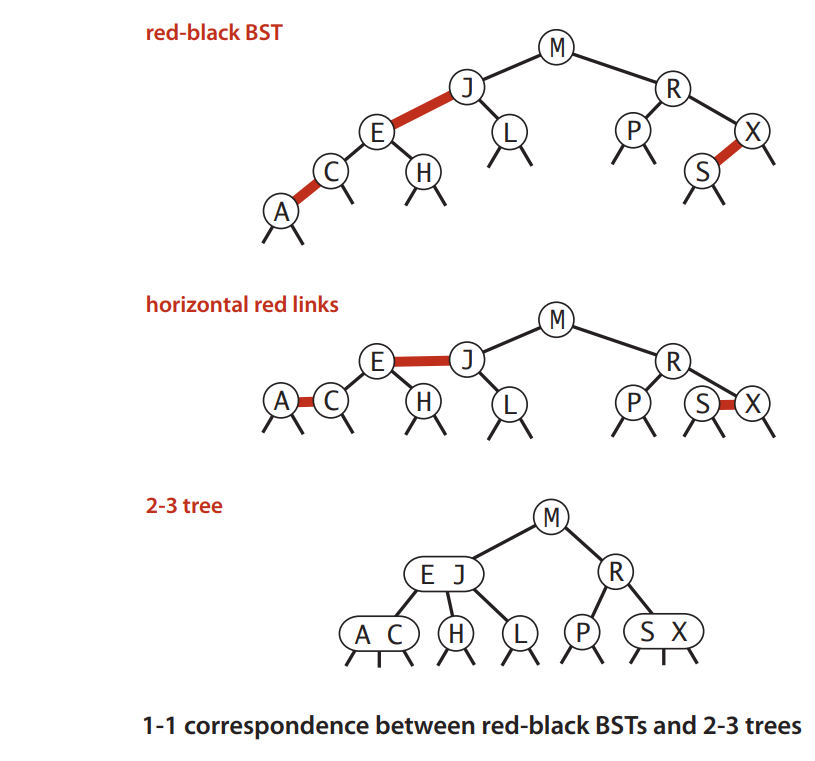 red-black BST
M
J R
E L P X
C H S
A
horizontal red links
M
E J R
A C H L P S X
2-3 tree
M
E J R
A C H L P S X
1-1 correspondence between red-black BSTs and 2-3 trees